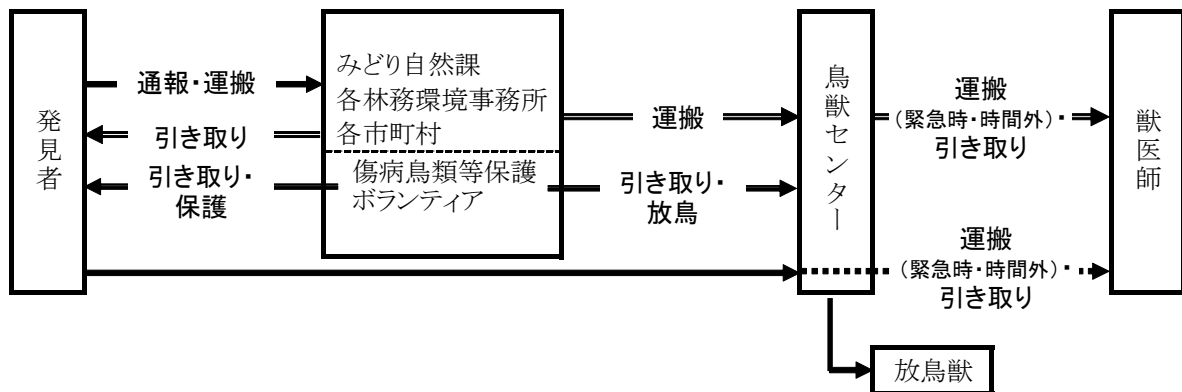 発見者
通報・運搬
引き取り
引き取り・
保護
みどり自然課
各林務環境事務所
各市町村
傷病鳥類等保護
ボランティア
運搬
引き取り・
放鳥
鳥獣センター
運搬
(緊急時・時間外)・
引き取り
運搬
(緊急時・時間外)・
引き取り
獣医師
放鳥獣